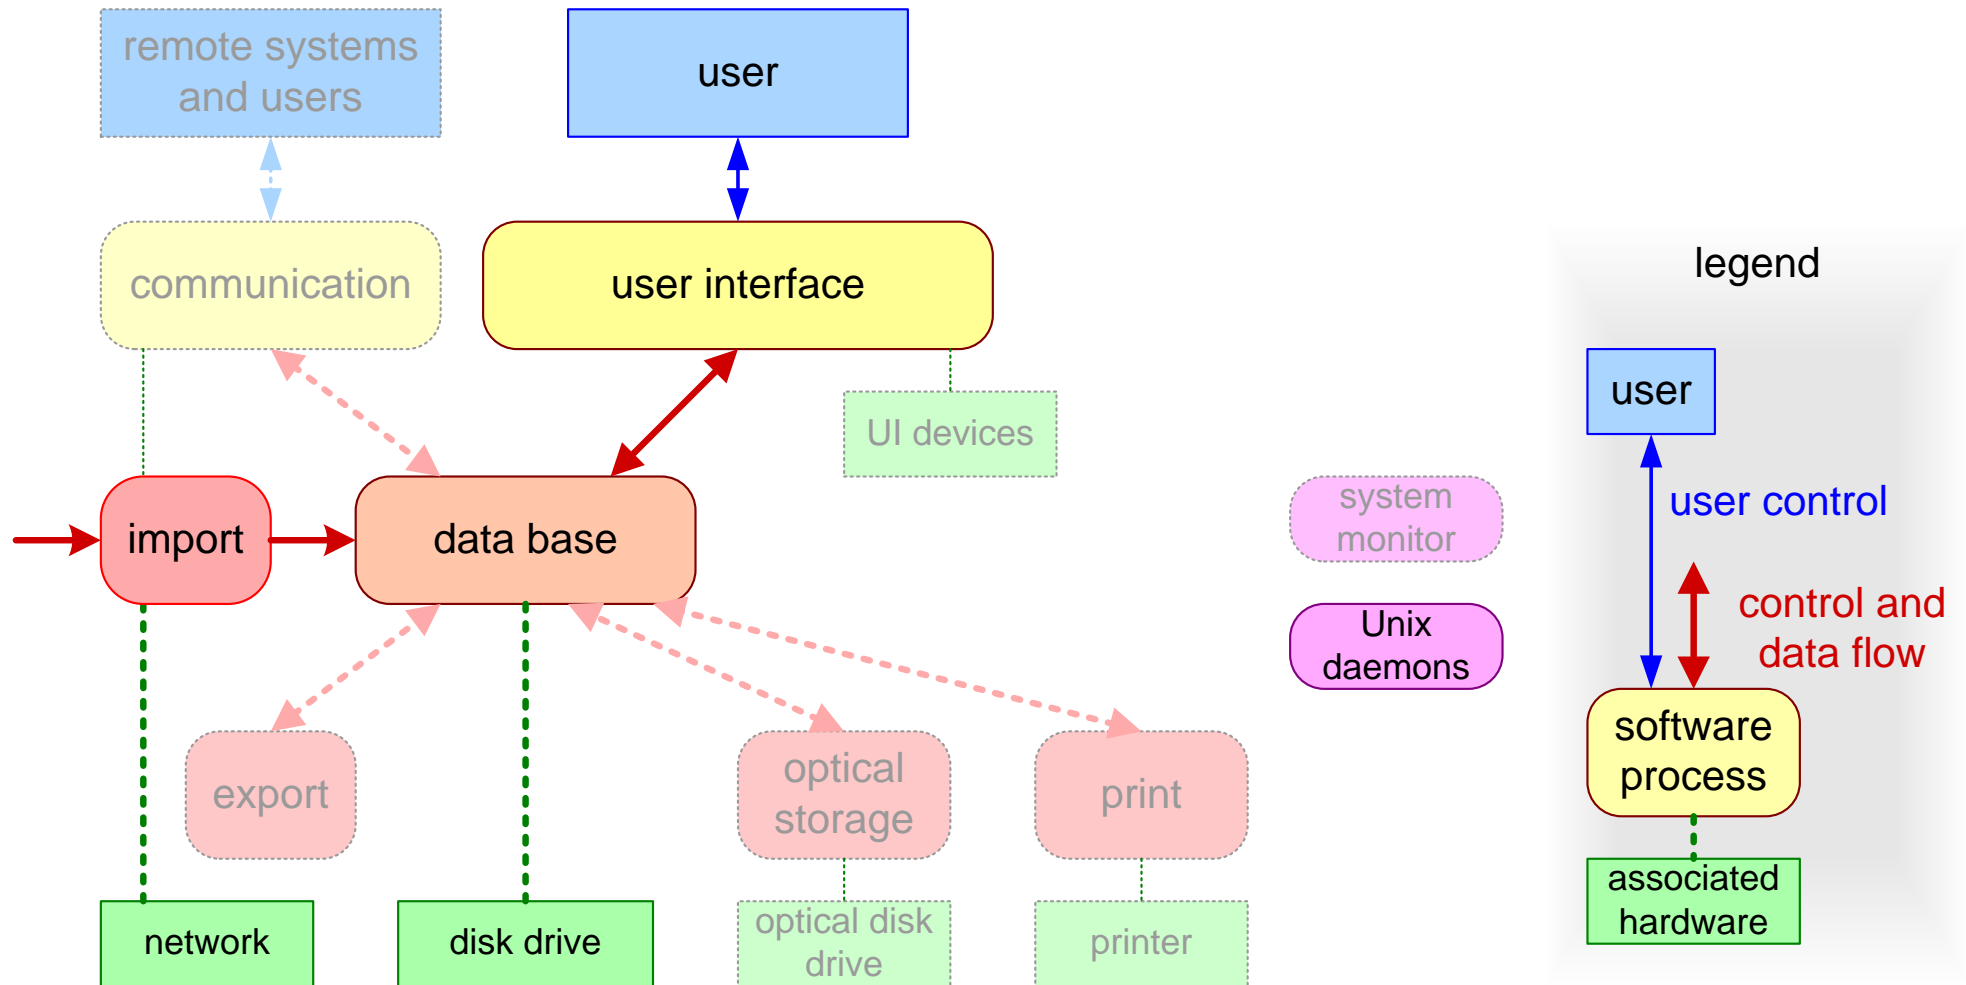 remote systems
and users
user
communication
user interface
UI devices
import
data base
system
monitor
Unix
daemons
export
optical
storage
print
network
disk drive
optical disk
drive
printer
legend
user
user control
control and
data flow
software
process
associated
hardware